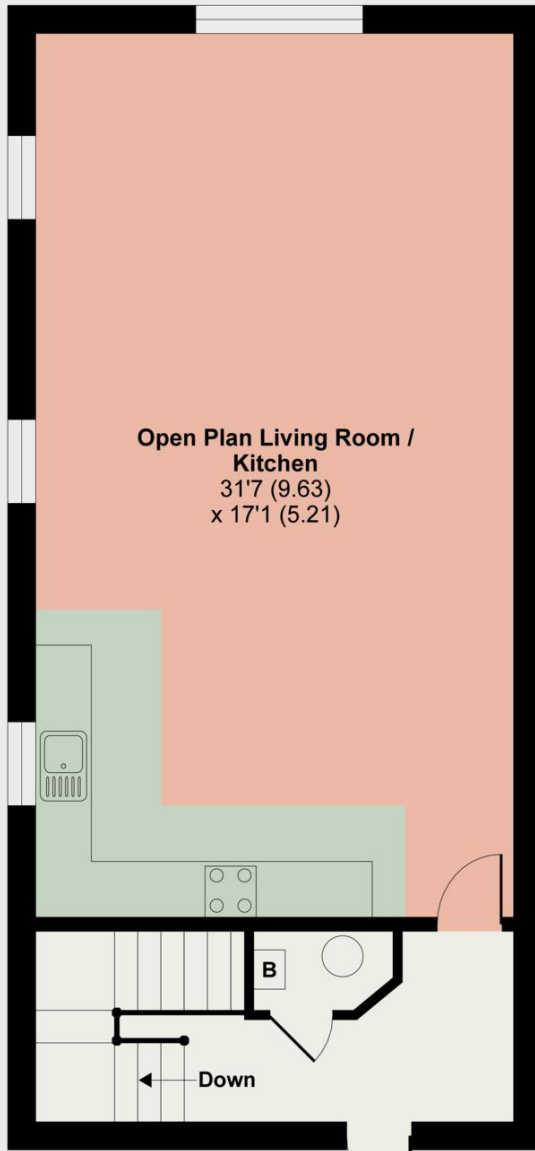 Open Plan Living Room /
Kitchen
31'7 (9.63)
x 17'1 (5.21)
B
Down